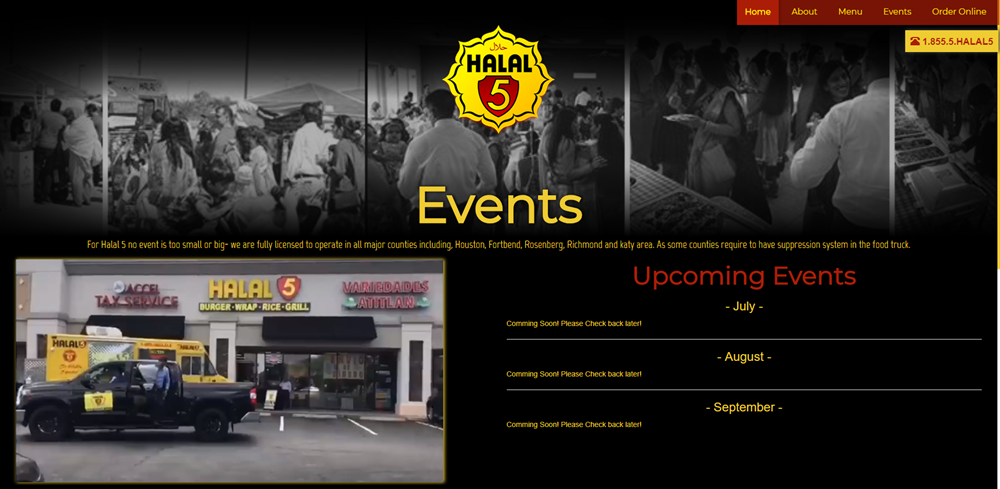 Home About Menu Events Order Online
1.855.5.HALAL5
حلال
HALAL
5
Events
For Halal 5 no event is too small or big- we are fully licensed to operate in all major counties including, Houston, Fortbend, Rosenberg, Richmond and katy area. As some counties require to have suppression system in the food truck.
Upcoming Events
- July -
Comming Soon! Please Check back later!
- August -
Comming Soon! Please Check back later!
- September -
Comming Soon! Please Check back later!
ACCEL
TAX SERVICE
HALAL 5
BURGER-WRAP-RICE-GRILL
VARIEDADES
ATITLAN
HALAL
5